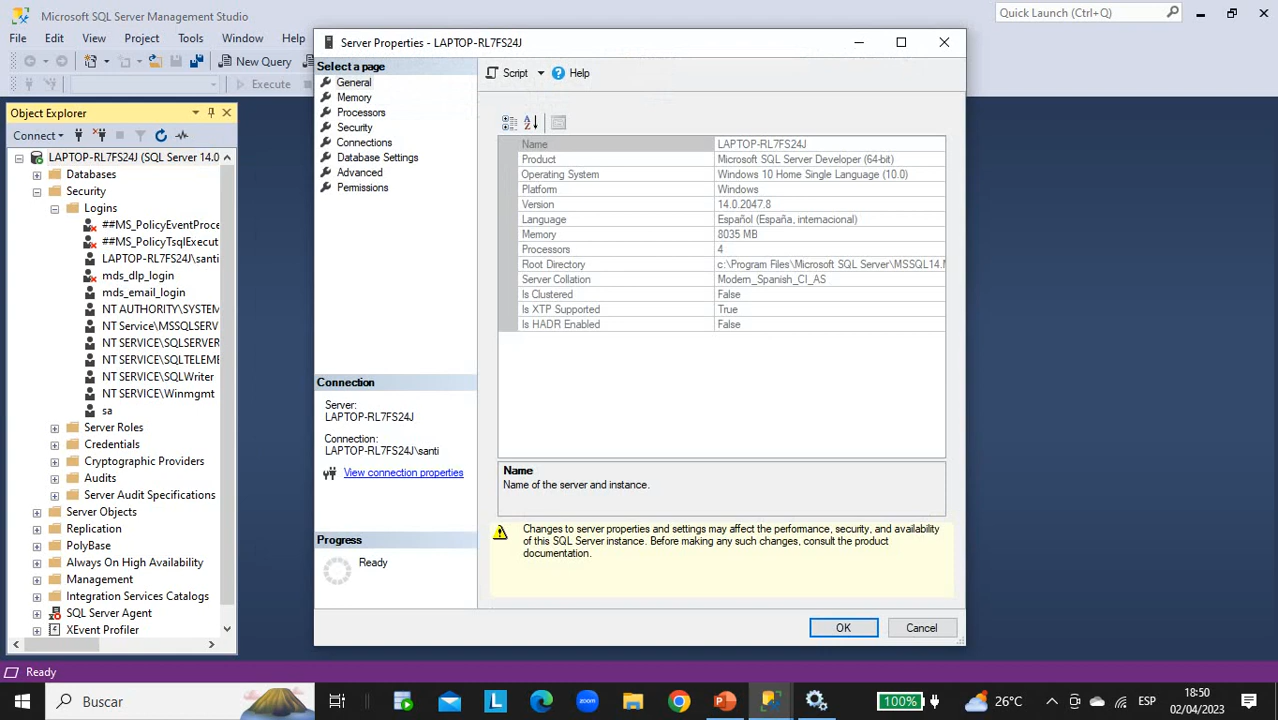 Microsoft SQL Server Management Studio
Quick Launch (Ctrl+Q)
File Edit View Project Tools Window Help
New Query
Execute
Object Explorer
Connect
LAPTOP-RL7FS24J (SQL Server 14.0
Databases
Security
Logins
##MS_PolicyEventProce
##MS_PolicyTsqlExecut
LAPTOP-RL7FS24J\santi
mds_dlp_login
mds_email_login
NT AUTHORITY\SYSTEM
NT Service\MSSQLSERV
NT SERVICE\SQLSERVER
NT SERVICE\SQLTELEME
NT SERVICE\SQLWriter
NT SERVICE\Winmgmt
sa
Server Roles
Credentials
Cryptographic Providers
Audits
Server Audit Specifications
Server Objects
Replication
PolyBase
Always On High Availability
Management
Integration Services Catalogs
SQL Server Agent
XEvent Profiler
Server Properties - LAPTOP-RL7FS24J
Select a page
General
Memory
Processors
Security
Connections
Database Settings
Advanced
Permissions
Connection
Server:
LAPTOP-RL7FS24J
Connection:
LAPTOP-RL7FS24J\santi
View connection properties
Progress
Ready
Script Help
Name LAPTOP-RL7FS24J
Product Microsoft SQL Server Developer (64-bit)
Operating System Windows 10 Home Single Language (10.0)
Platform Windows
Version 14.0.2047.8
Language Español (España, internacional)
Memory 8035 MB
Processors 4
Root Directory c:\Program Files\Microsoft SQL Server\MSSQL14.M
Server Collation Modern_Spanish_CI_AS
Is Clustered False
Is XTP Supported True
Is HADR Enabled False
Name
Name of the server and instance.
Changes to server properties and settings may affect the performance, security, and availability
of this SQL Server instance. Before making any such changes, consult the product
documentation.
OK Cancel
Ready
Buscar
100%
26°C
ESP
18:50
02/04/2023